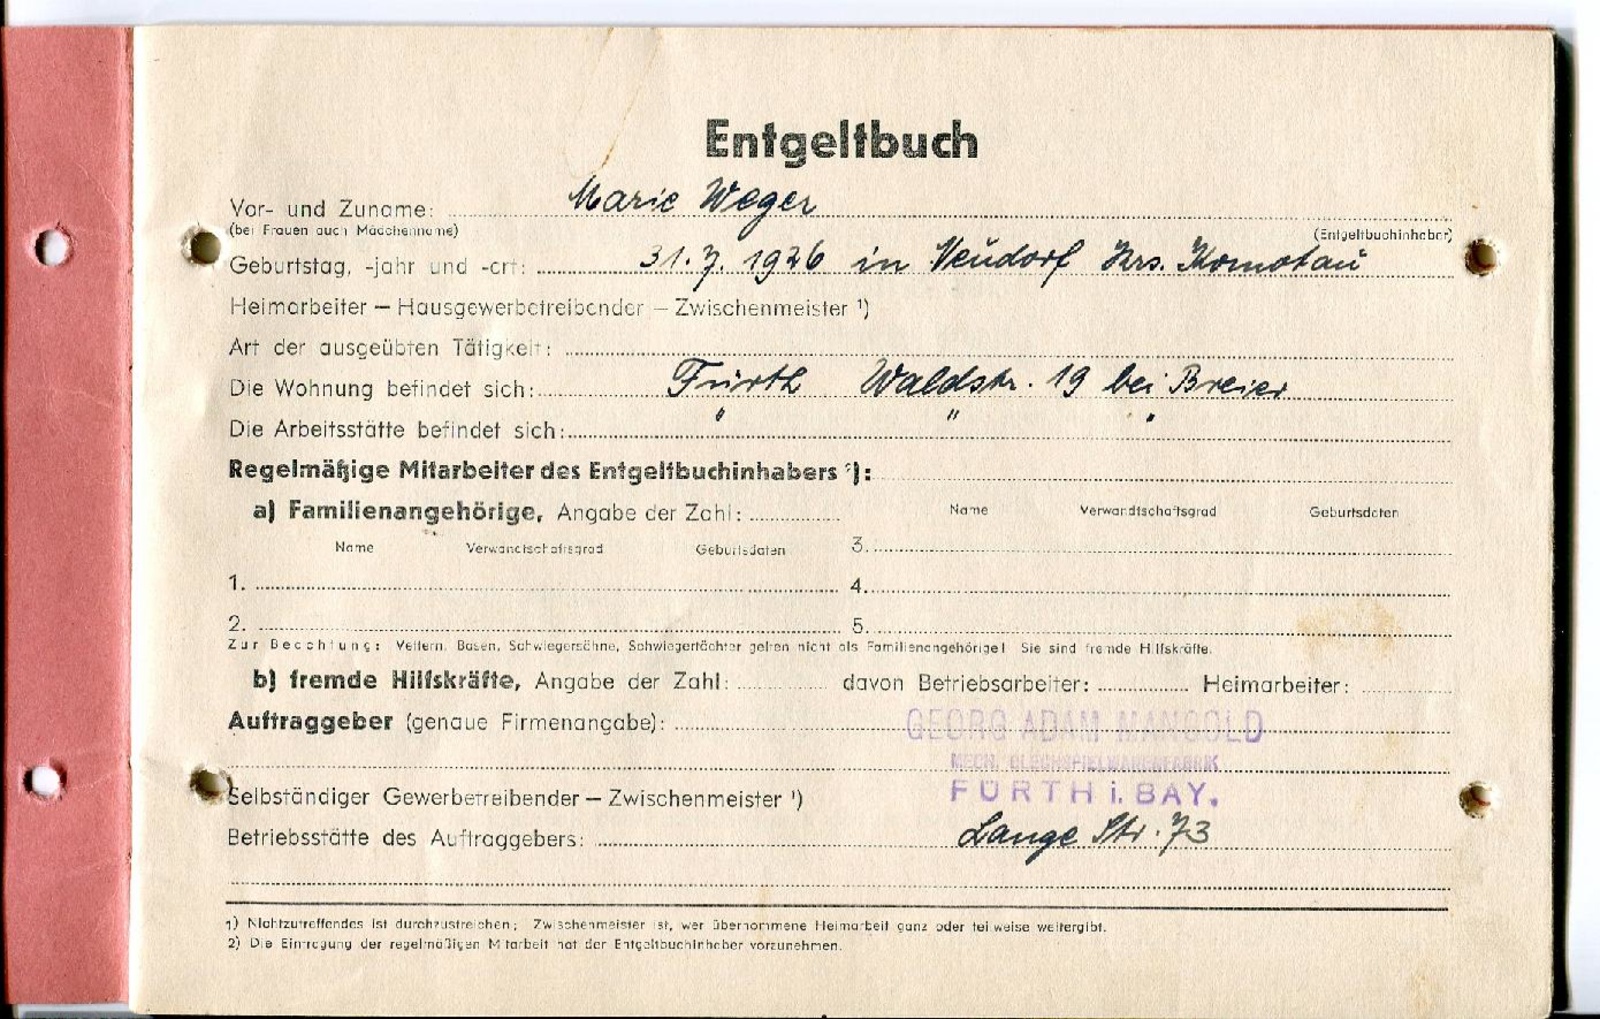 Entgeltbuch
Vor- und Zuname: Marie Weger
(bei Frauen auch Mädchenname) (Entgeltbuchinhaber)
Geburtstag, -jahr und -ort: 31.7.1926 in Neudorf Krs. Komotau
Heimarbeiter – Hausgewerbetreibender – Zwischenmeister ¹)
Art der ausgeübten Tätigkeit:
Die Wohnung befindet sich: Fürth Waldstr. 19 bei Breier
Die Arbeitsstätte befindet sich: " " "
Regelmäßige Mitarbeiter des Entgeltbuchinhabers ²):
a) Familienangehörige, Angabe der Zahl: Name Verwandtschaftsgrad Geburtsdaten
Name Verwandtschaftsgrad Geburtsdaten 3.
1. 4.
2. 5.
Zur Beachtung: Vettern, Basen, Schwiegersöhne, Schwiegertöchter gelten nicht als Familienangehörige! Sie sind fremde Hilfskräfte.
b) fremde Hilfskräfte, Angabe der Zahl: davon Betriebsarbeiter: Heimarbeiter:
Auftraggeber (genaue Firmenangabe): GEORG ADAM MANGOLD
MECH. BLECHSPIELWARENFABRIK
Selbständiger Gewerbetreibender – Zwischenmeister ¹) FÜRTH i. BAY.
Betriebsstätte des Auftraggebers: Lange Str. 73
1) Nichtzutreffendes ist durchzustreichen; Zwischenmeister ist, wer übernommene Heimarbeit ganz oder teilweise weitergibt.
2) Die Eintragung der regelmäßigen Mitarbeit hat der Entgeltbuchinhaber vorzunehmen.